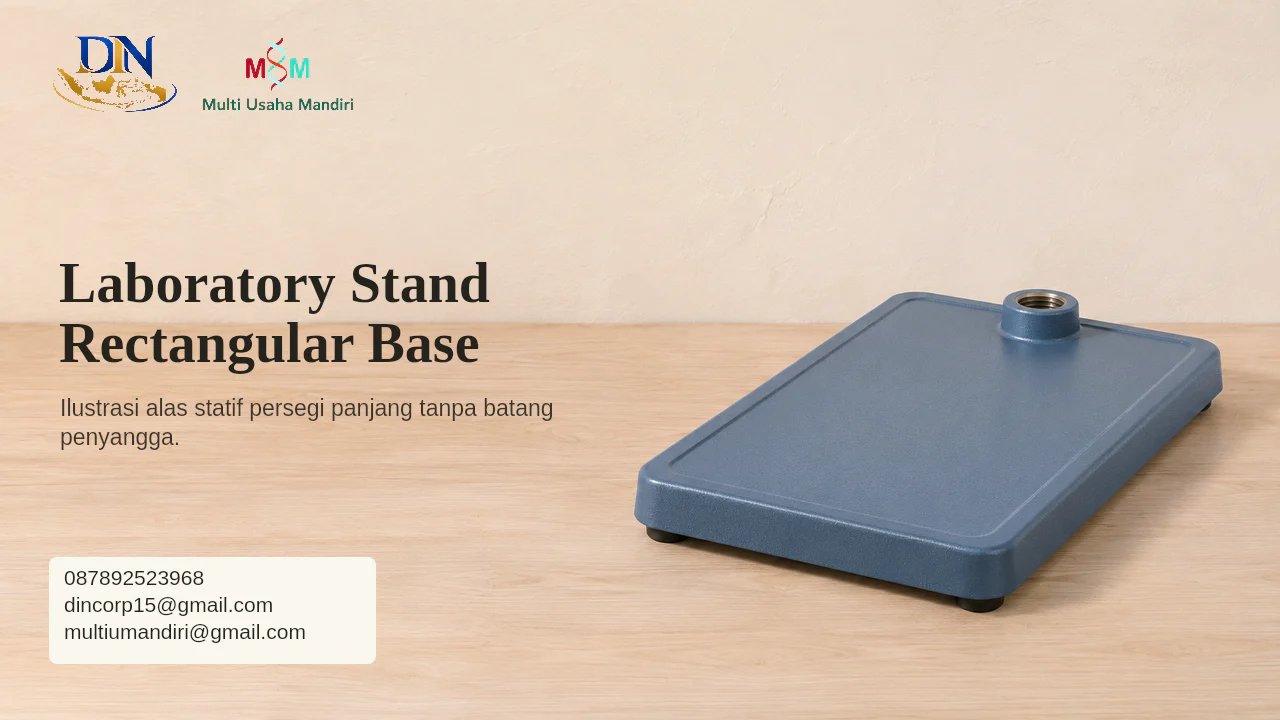 DIN
MSM
Multi Usaha Mandiri
Laboratory Stand
Rectangular Base
Ilustrasi alas statif persegi panjang tanpa batang
penyangga.
087892523968
dincorp15@gmail.com
multiumandiri@gmail.com